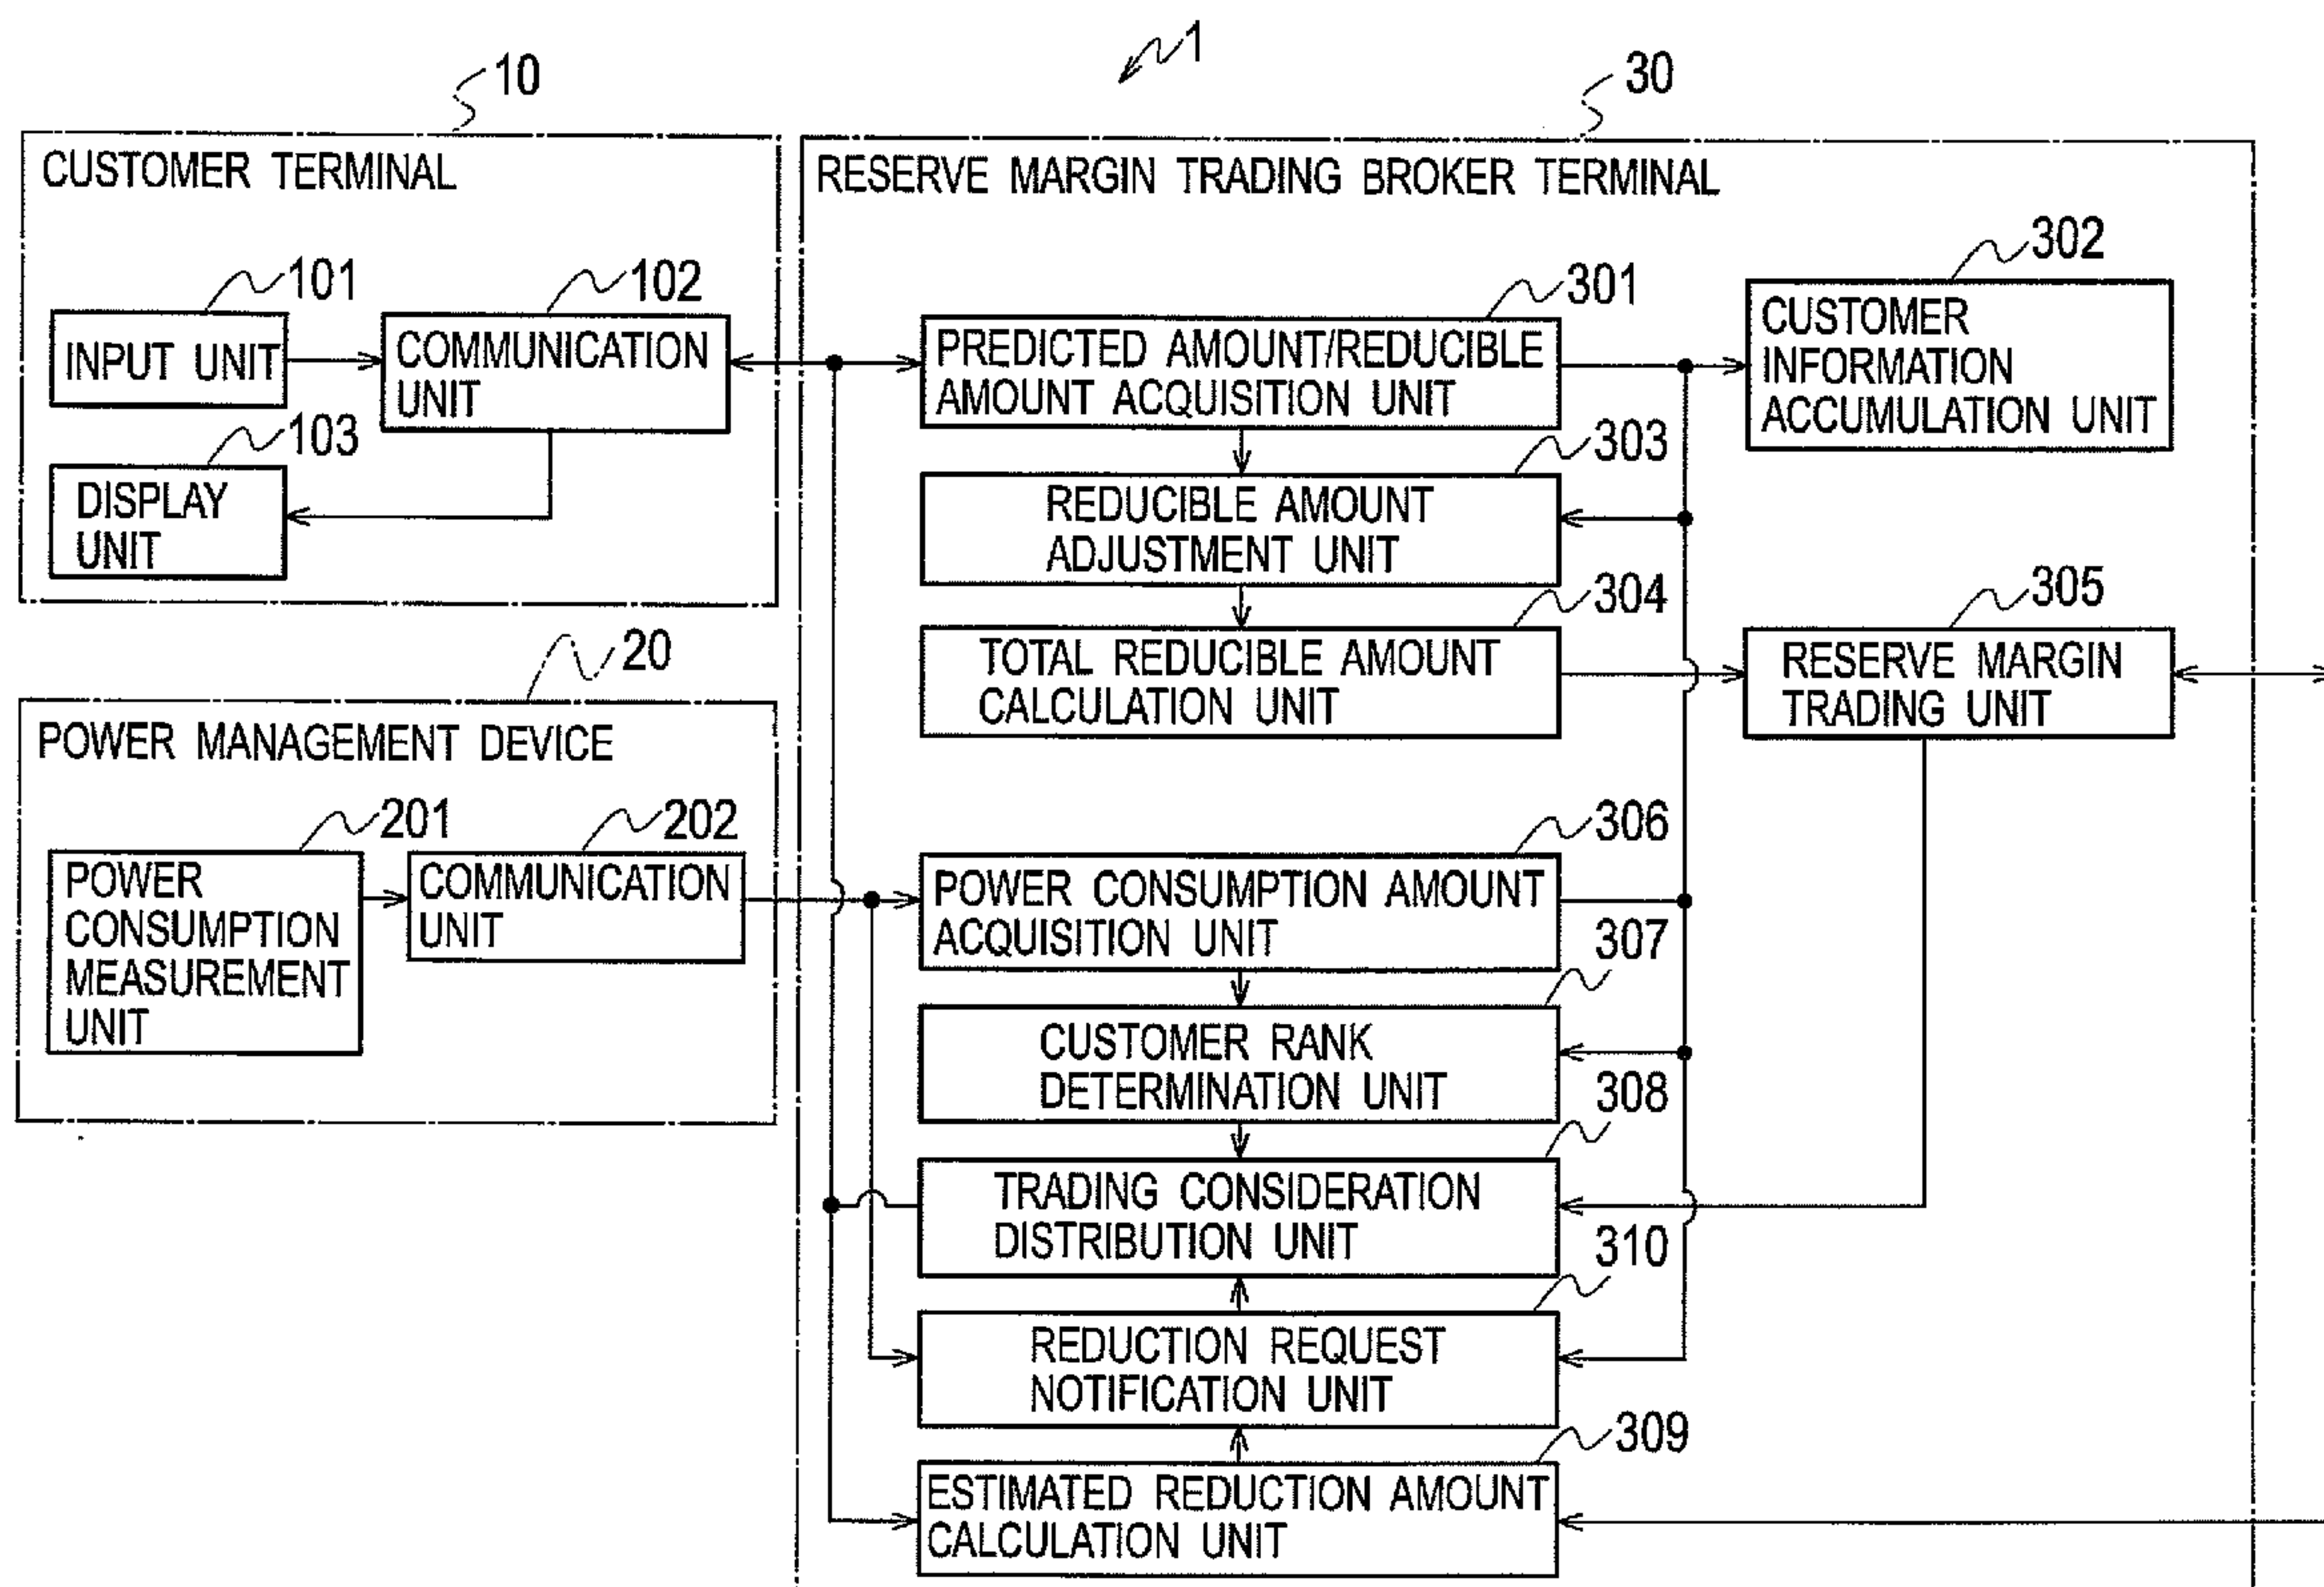 1
10
CUSTOMER TERMINAL
101
INPUT UNIT
102
COMMUNICATION
UNIT
103
DISPLAY
UNIT
20
POWER MANAGEMENT DEVICE
201
POWER
CONSUMPTION
MEASUREMENT
UNIT
202
COMMUNICATION
UNIT
30
RESERVE MARGIN TRADING BROKER TERMINAL
301
PREDICTED AMOUNT/REDUCIBLE
AMOUNT ACQUISITION UNIT
302
CUSTOMER
INFORMATION
ACCUMULATION UNIT
303
REDUCIBLE AMOUNT
ADJUSTMENT UNIT
304
TOTAL REDUCIBLE AMOUNT
CALCULATION UNIT
305
RESERVE MARGIN
TRADING UNIT
306
POWER CONSUMPTION AMOUNT
ACQUISITION UNIT
307
CUSTOMER RANK
DETERMINATION UNIT
308
TRADING CONSIDERATION
DISTRIBUTION UNIT
310
REDUCTION REQUEST
NOTIFICATION UNIT
309
ESTIMATED REDUCTION AMOUNT
CALCULATION UNIT